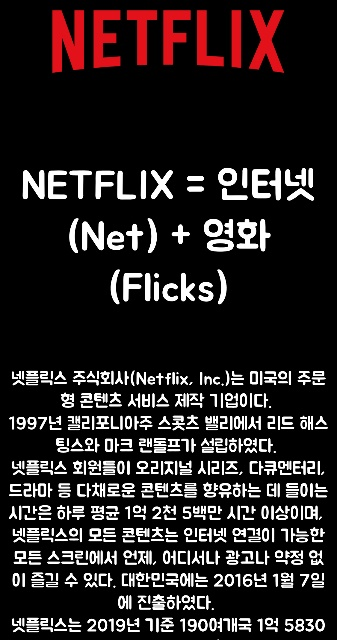 NETFLIX
NETFLIX = 인터넷
(Net) + 영화
(Flicks)
넷플릭스 주식회사(Netflix, Inc.)는 미국의 주문
형 콘텐츠 서비스 제작 기업이다.
1997년 캘리포니아주 스콧츠 밸리에서 리드 해스
팅스와 마크 랜돌프가 설립하였다.
넷플릭스 회원들이 오리지널 시리즈, 다큐멘터리,
드라마 등 다채로운 콘텐츠를 향유하는 데 들이는
시간은 하루 평균 1억 2천 5백만 시간 이상이며,
넷플릭스의 모든 콘텐츠는 인터넷 연결이 가능한
모든 스크린에서 언제, 어디서나 광고나 약정 없
이 즐길 수 있다. 대한민국에는 2016년 1월 7일
에 진출하였다.
넷플릭스는 2019년 기준 190여개국 1억 5830